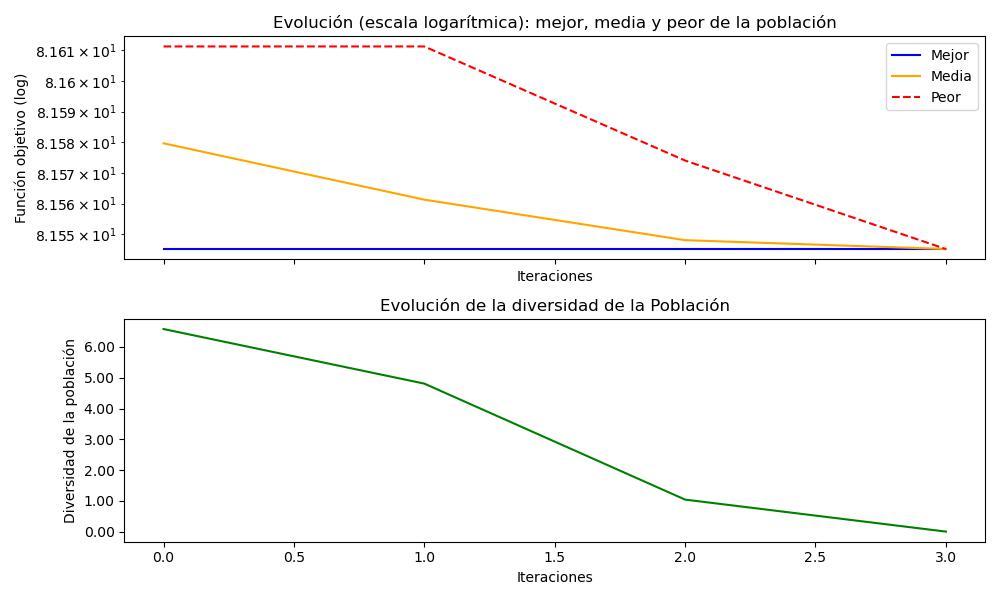 Evolución (escala logarítmica): mejor, media y peor de la población
Función objetivo (log)
8.161 × 10¹
8.16 × 10¹
8.159 × 10¹
8.158 × 10¹
8.157 × 10¹
8.156 × 10¹
8.155 × 10¹
Mejor
Media
Peor
Iteraciones
Evolución de la diversidad de la Población
Diversidad de la población
6.00
5.00
4.00
3.00
2.00
1.00
0.00
0.0 0.5 1.0 1.5 2.0 2.5 3.0
Iteraciones